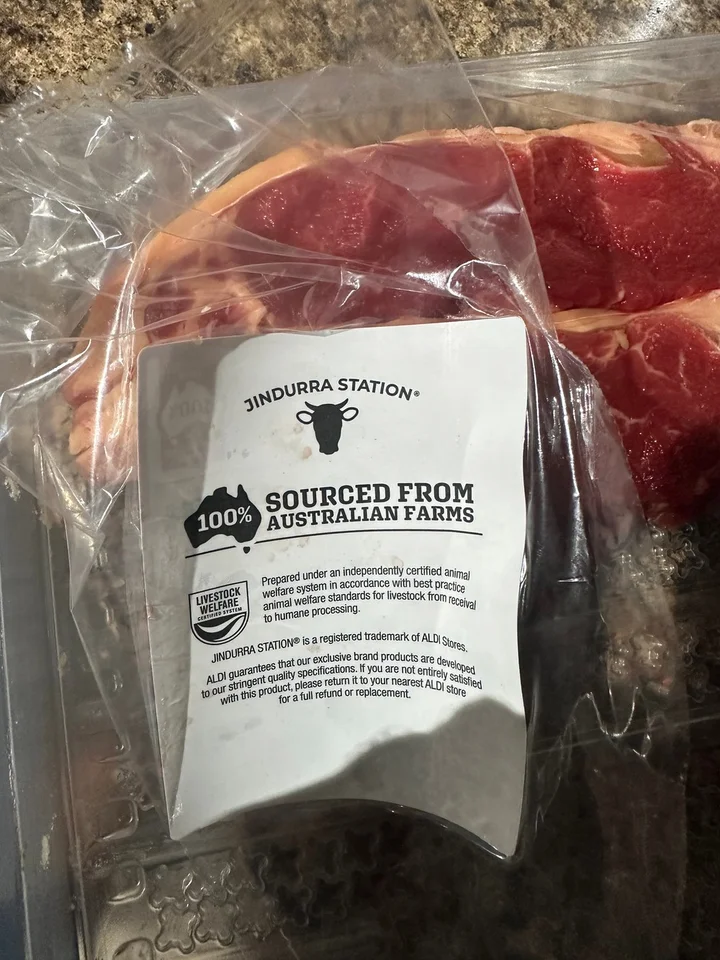 JINDURRA STATION®
100%
SOURCED FROM
AUSTRALIAN FARMS
LIVESTOCK
WELFARE
CERTIFIED SYSTEM
Prepared under an independently certified animal
welfare system in accordance with best practice
animal welfare standards for livestock from receival
to humane processing.
JINDURRA STATION® is a registered trademark of ALDI Stores.
ALDI guarantees that our exclusive brand products are developed
to our stringent quality specifications. If you are not entirely satisfied
with this product, please return it to your nearest ALDI store
for a full refund or replacement.